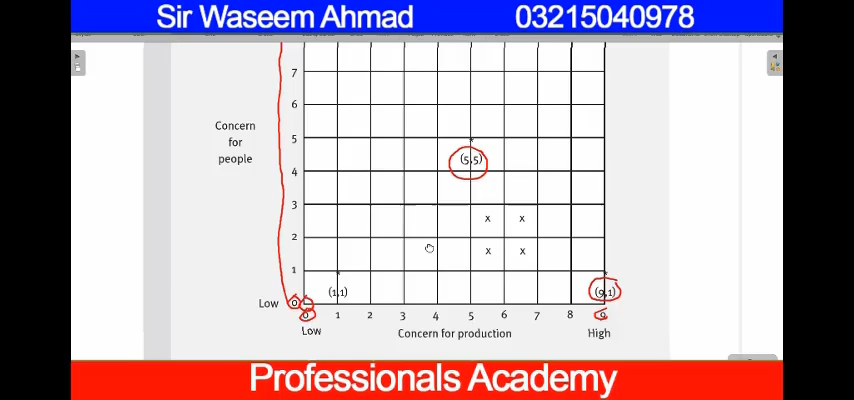 Sir Waseem Ahmad 03215040978
7
6
Concern
for
people
5
(5,5)
4
3
x x
2
x x
1
(1,1) (9,1)
Low 0
0 1 2 3 4 5 6 7 8 9
Low Concern for production High
Professionals Academy